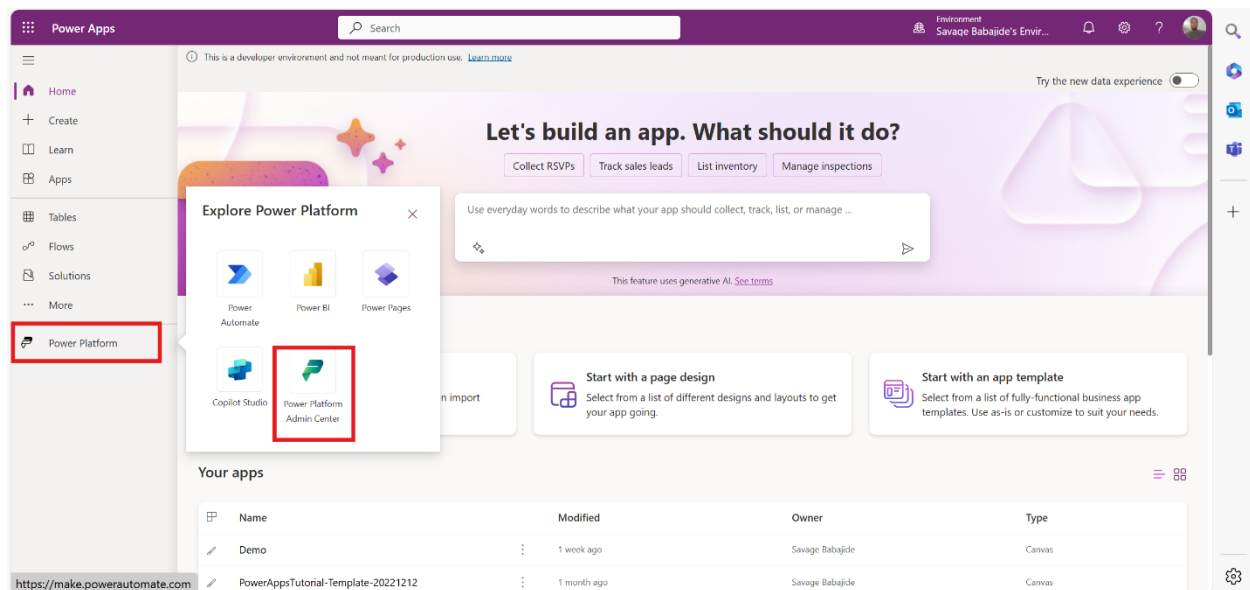 Power Apps
Search
Environment
Savage Babajide's Envir...
?
This is a developer environment and not meant for production use. Learn more
Try the new data experience
Home
Create
Learn
Apps
Tables
Flows
Solutions
More
Power Platform
Let's build an app. What should it do?
Collect RSVPs
Track sales leads
List inventory
Manage inspections
Use everyday words to describe what your app should collect, track, list, or manage ...
This feature uses generative AI. See terms
Explore Power Platform
Power
Automate
Power BI
Power Pages
Copilot Studio
Power Platform
Admin Center
import
Start with a page design
Select from a list of different designs and layouts to get
your app going.
Start with an app template
Select from a list of fully-functional business app
templates. Use as-is or customize to suit your needs.
Your apps
Name Modified Owner Type
Demo 1 week ago Savage Babajide Canvas
PowerAppsTutorial-Template-20221212 1 month ago Savage Babajide Canvas
https://make.powerautomate.com